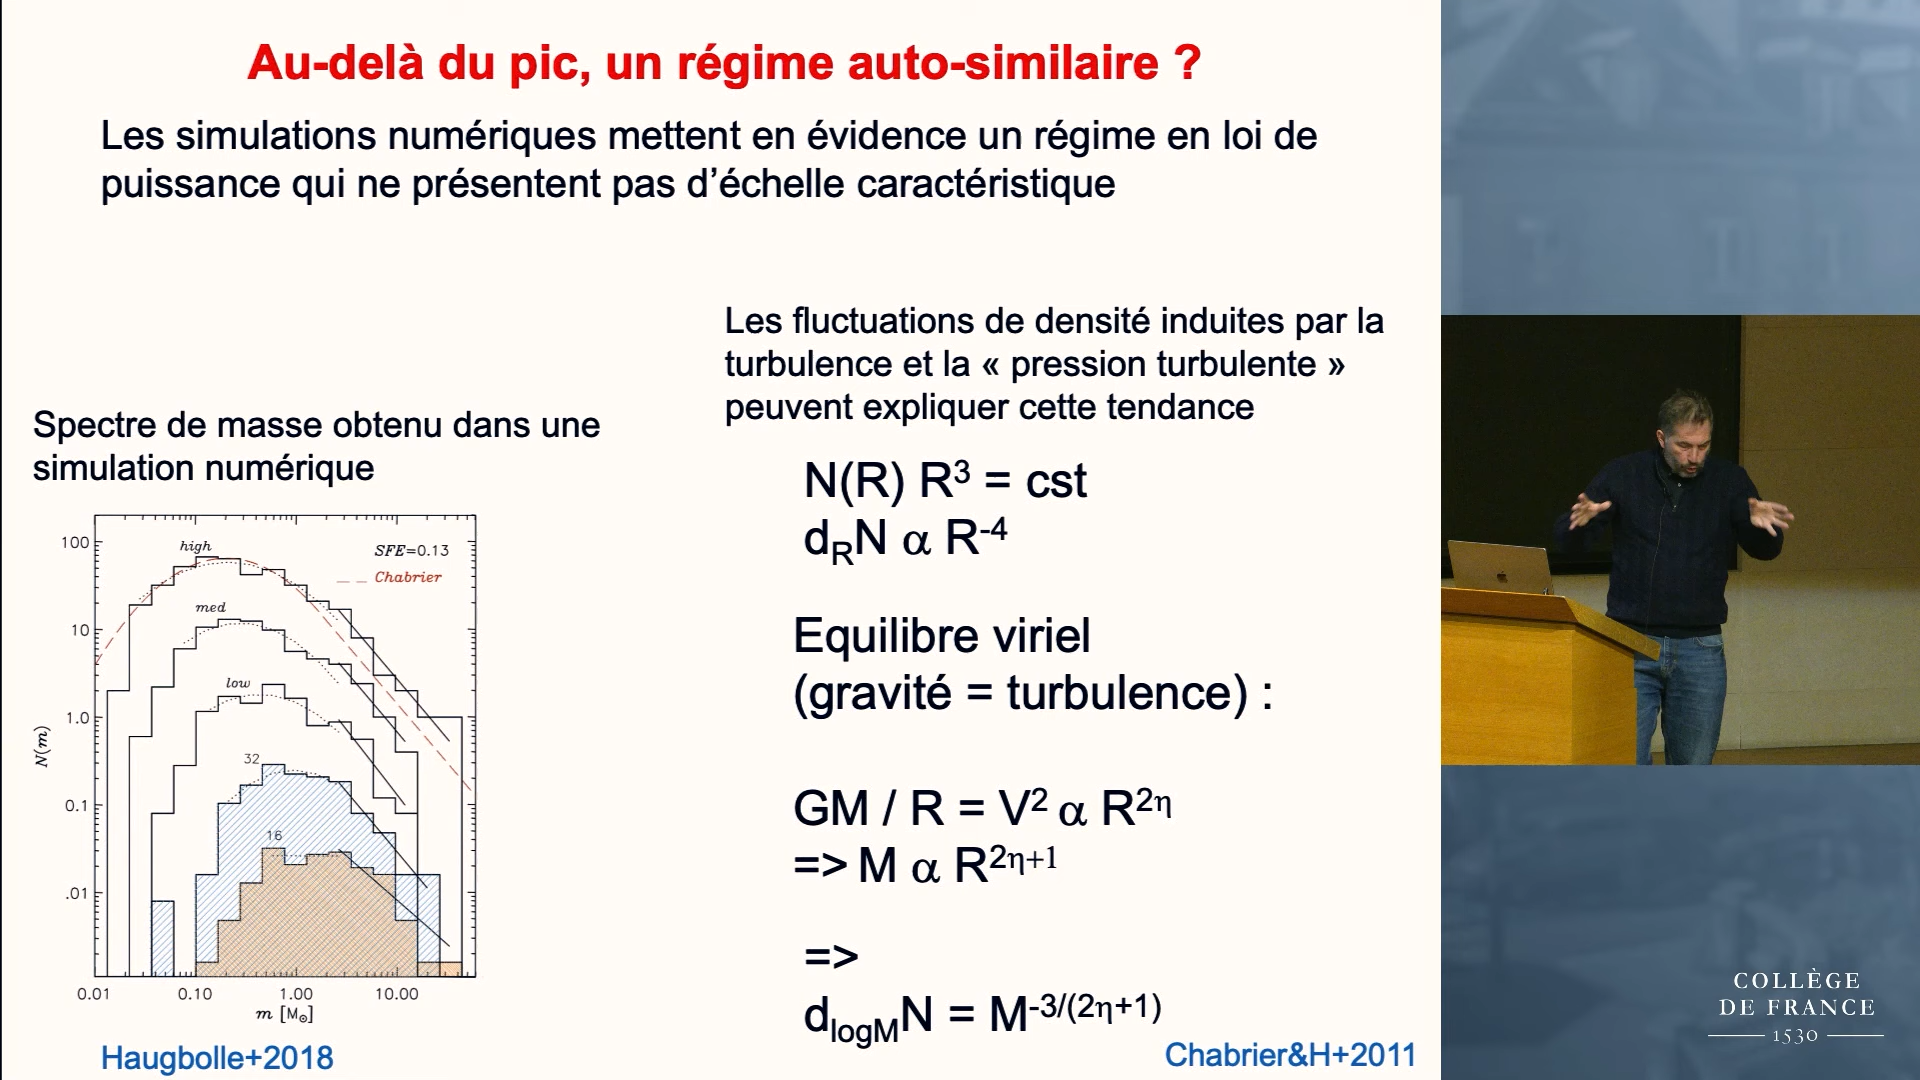 Au-delà du pic, un régime auto-similaire ?
Les simulations numériques mettent en évidence un régime en loi de
puissance qui ne présentent pas d’échelle caractéristique
Les fluctuations de densité induites par la
turbulence et la « pression turbulente »
peuvent expliquer cette tendance
Spectre de masse obtenu dans une
simulation numérique
N(R) R³ = cst
d_RN α R⁻⁴
Equilibre viriel
(gravité = turbulence) :
GM / R = V² α R^2η
=> M α R^2η+1
=>
d_logMN = M^-3/(2η+1)
100
10
1.0
0.1
.01
N(m)
high
SFE=0.13
Chabrier
med
low
32
16
0.01
0.10
1.00
10.00
m [M☉]
Haugbolle+2018
Chabrier&H+2011
COLLÈGE
DE FRANCE
1530